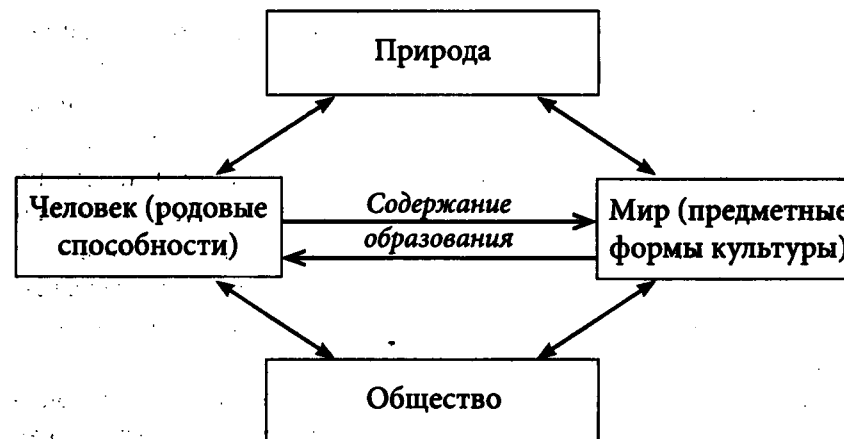 Природа
Человек (родовые
способности)
Содержание
образования
Мир (предметные
формы культуры)
Общество